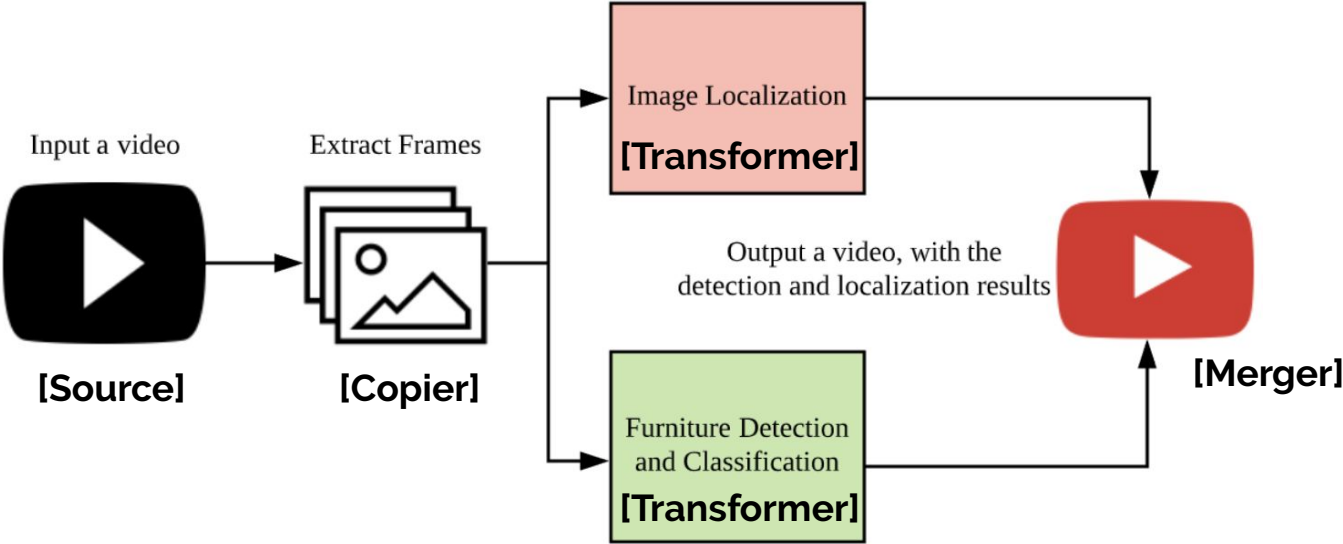 Input a video
[Source]
Extract Frames
[Copier]
Image Localization
[Transformer]
Furniture Detection
and Classification
[Transformer]
Output a video, with the
detection and localization results
[Merger]